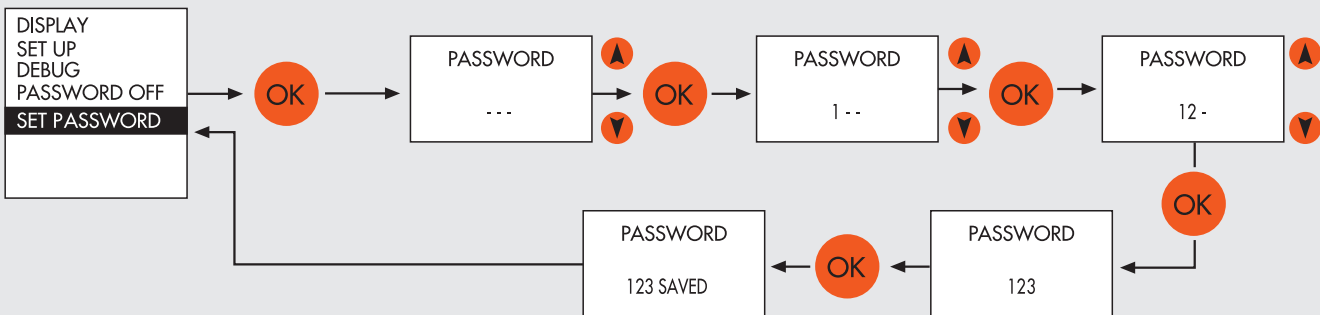 DISPLAY
SET UP
DEBUG
PASSWORD OFF
SET PASSWORD
OK
PASSWORD
- - -
OK
PASSWORD
1 - -
OK
PASSWORD
12 -
OK
PASSWORD
123
OK
PASSWORD
123 SAVED